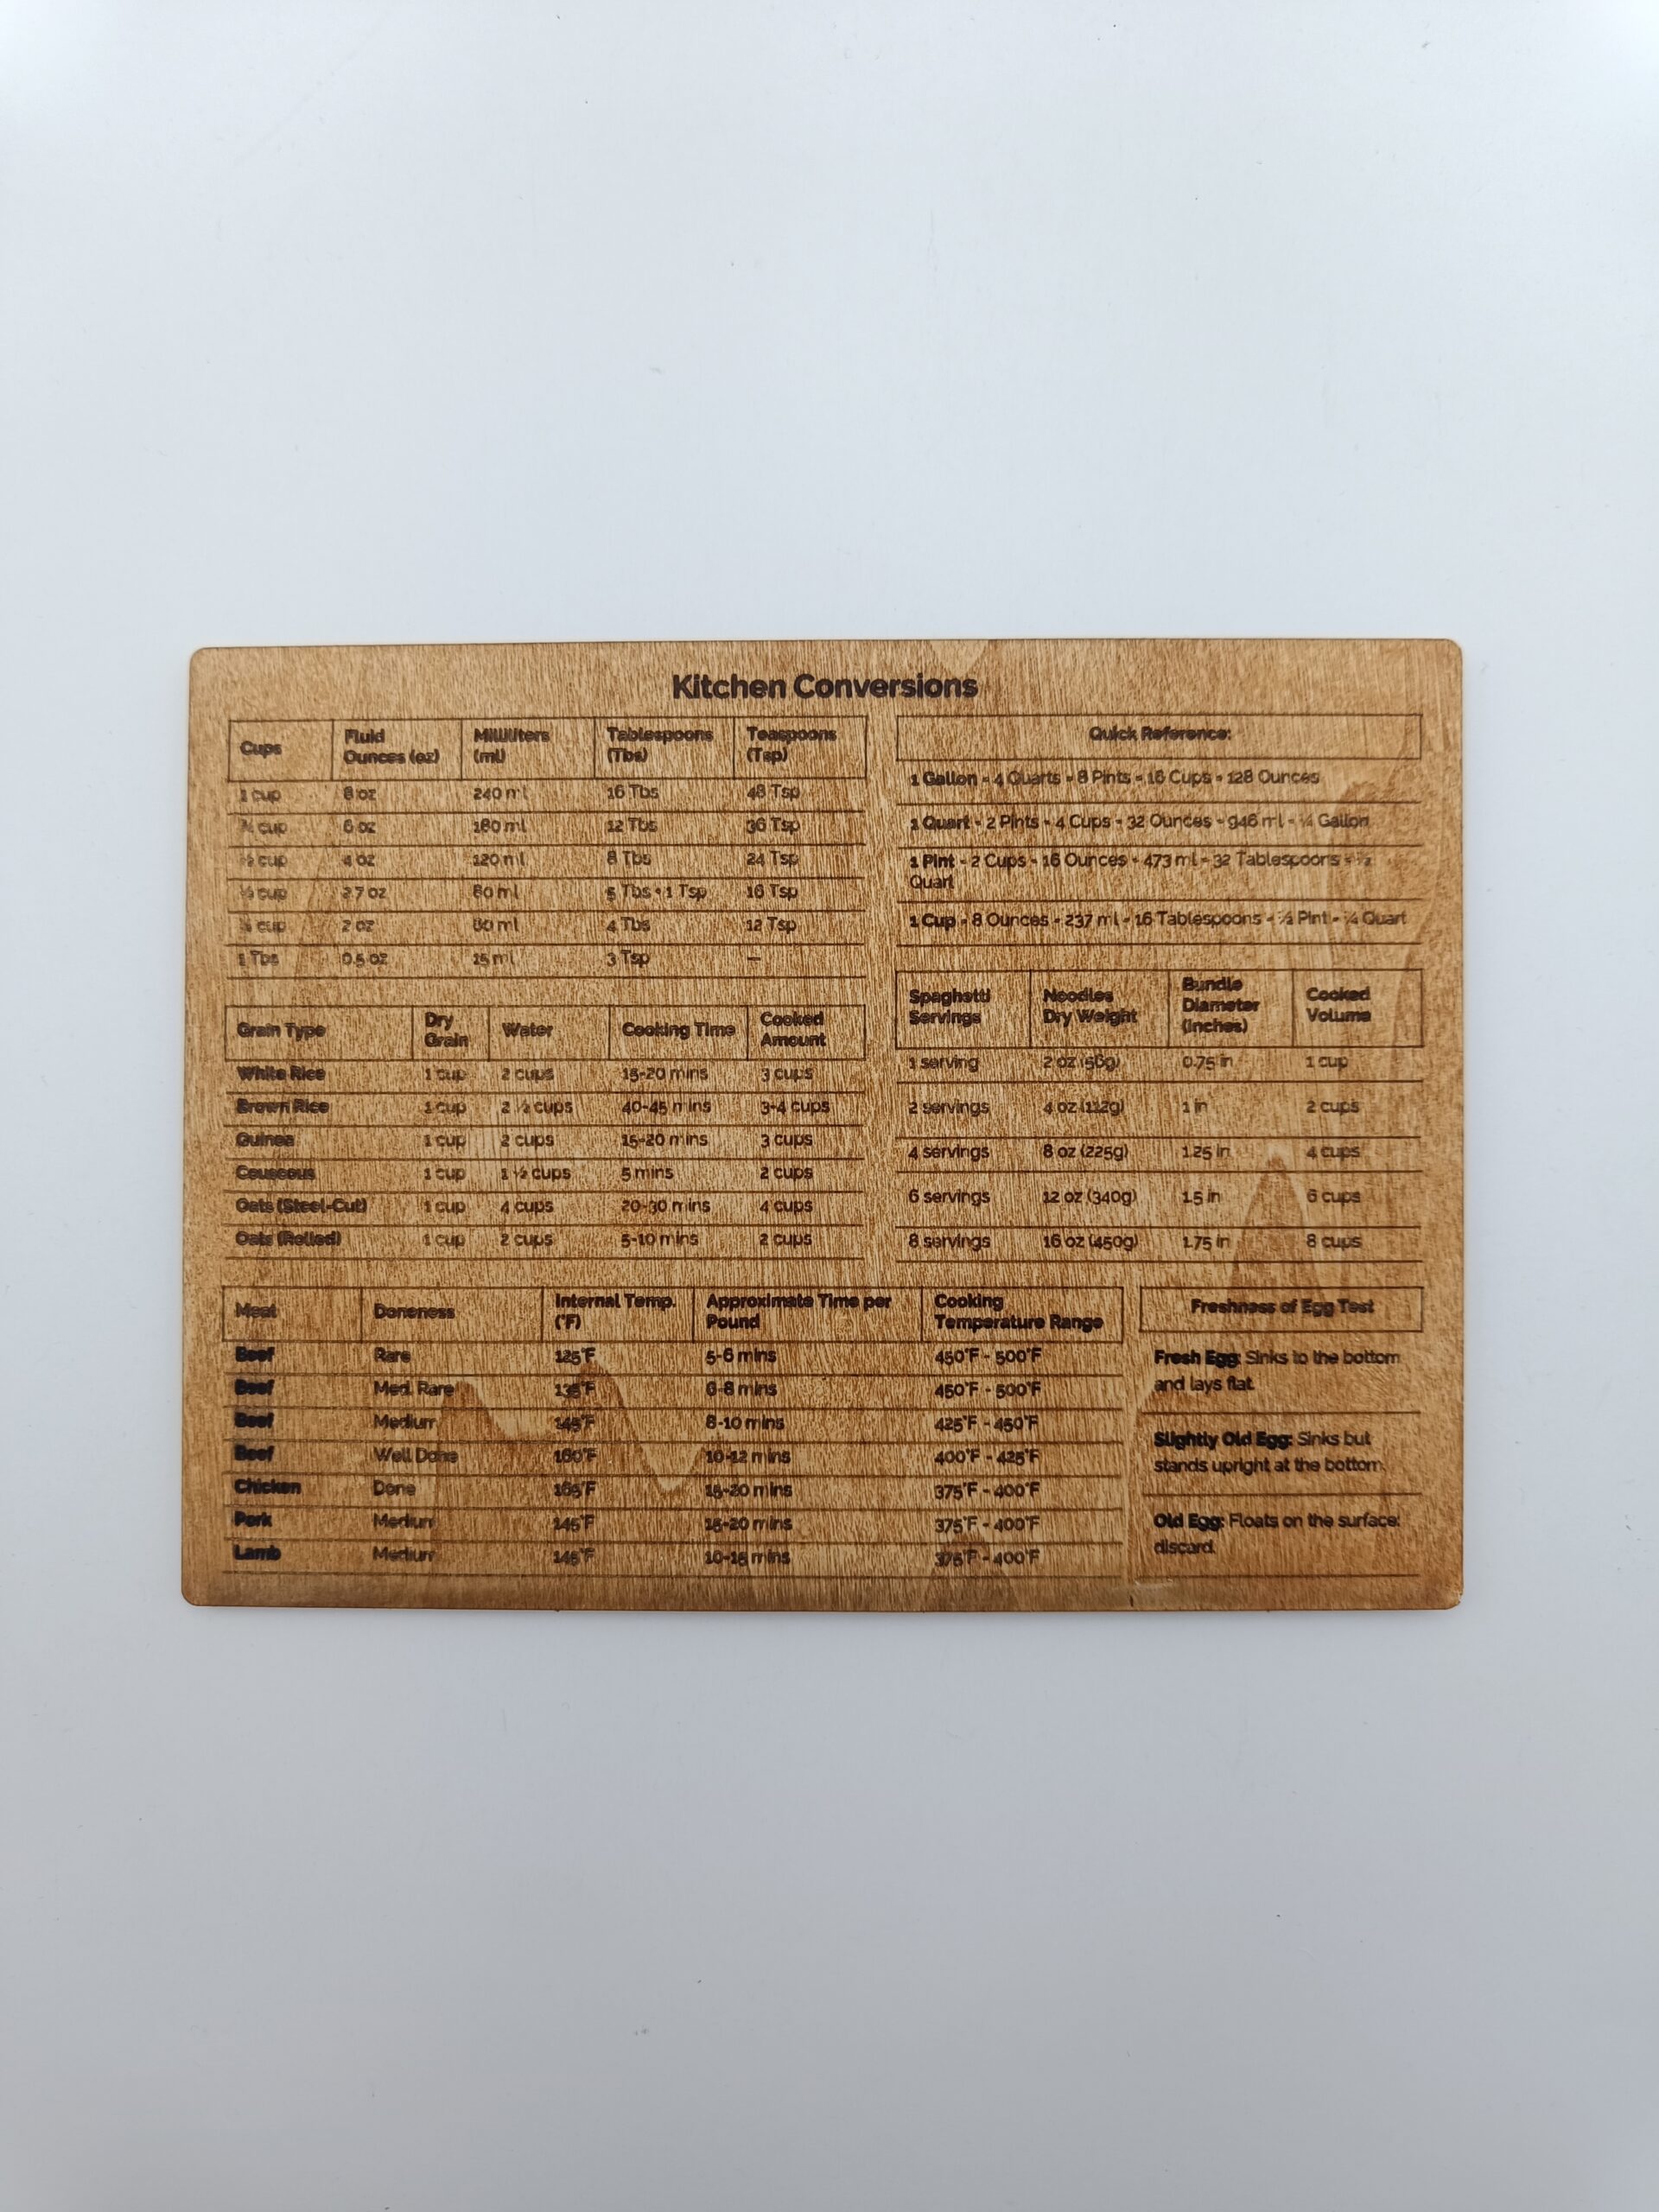 Kitchen Conversions
Cups Fluid Ounces (oz) Milliliters (ml) Tablespoons (Tbs) Teaspoons (Tsp)
1 cup 8 oz 240 ml 16 Tbs 48 Tsp
¾ cup 6 oz 180 ml 12 Tbs 36 Tsp
½ cup 4 oz 120 ml 8 Tbs 24 Tsp
⅓ cup 2.7 oz 80 ml 5 Tbs + 1 Tsp 16 Tsp
¼ cup 2 oz 60 ml 4 Tbs 12 Tsp
1 Tbs 0.5 oz 15 ml 3 Tsp —
Quick Reference:
1 Gallon = 4 Quarts = 8 Pints = 16 Cups = 128 Ounces
1 Quart = 2 Pints = 4 Cups = 32 Ounces = 946 ml = ¼ Gallon
1 Pint = 2 Cups = 16 Ounces = 473 ml = 32 Tablespoons = ½
Quart
1 Cup = 8 Ounces = 237 ml = 16 Tablespoons = ½ Pint = ¼ Quart
Grain Type Dry Grain Water Cooking Time Cooked Amount
White Rice 1 cup 2 cups 15-20 mins 3 cups
Brown Rice 1 cup 2 ½ cups 40-45 mins 3-4 cups
Quinoa 1 cup 2 cups 15-20 mins 3 cups
Couscous 1 cup 1 ½ cups 5 mins 2 cups
Oats (Steel-Cut) 1 cup 4 cups 20-30 mins 4 cups
Oats (Rolled) 1 cup 2 cups 5-10 mins 2 cups
Spaghetti Servings Noodles Dry Weight Bundle Diameter (inches) Cooked Volume
1 serving 2 oz (56g) 0.75 in 1 cup
2 servings 4 oz (112g) 1 in 2 cups
4 servings 8 oz (225g) 1.25 in 4 cups
6 servings 12 oz (340g) 1.5 in 6 cups
8 servings 16 oz (450g) 1.75 in 8 cups
Meat Doneness Internal Temp. (°F) Approximate Time per Pound Cooking Temperature Range
Beef Rare 125°F 5-6 mins 450°F - 500°F
Beef Med. Rare 135°F 6-8 mins 450°F - 500°F
Beef Medium 145°F 8-10 mins 425°F - 450°F
Beef Well Done 160°F 10-12 mins 400°F - 425°F
Chicken Done 165°F 15-20 mins 375°F - 400°F
Pork Medium 145°F 15-20 mins 375°F - 400°F
Lamb Medium 145°F 10-15 mins 375°F - 400°F
Freshness of Egg Test
Fresh Egg: Sinks to the bottom
and lays flat.
Slightly Old Egg: Sinks but
stands upright at the bottom.
Old Egg: Floats on the surface;
discard.